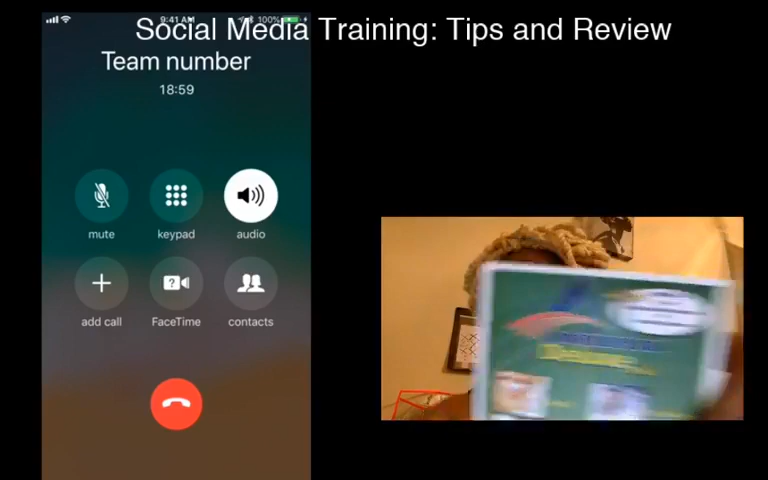 Social Media Training: Tips and Review
9:41 AM
100%
Team number
18:59
mute
keypad
audio
add call
FaceTime
contacts